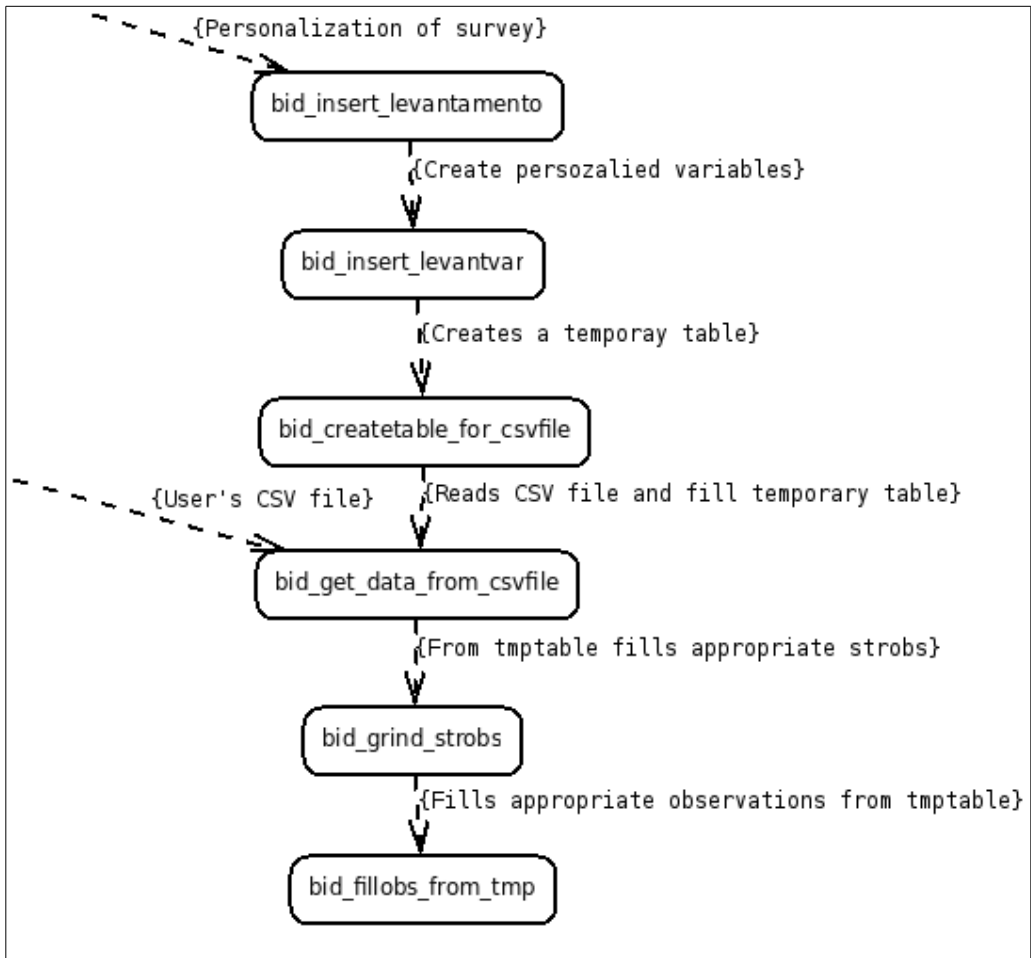 {Personalization of survey}
bid_insert_levantamento
{Create persozalied variables}
bid_insert_levantvar
{Creates a temporay table}
bid_createtable_for_csvfile
{User's CSV file}
{Reads CSV file and fill temporary table}
bid_get_data_from_csvfile
{From tmptable fills appropriate strobs}
bid_grind_strobs
{Fills appropriate observations from tmptable}
bid_fillobs_from_tmp